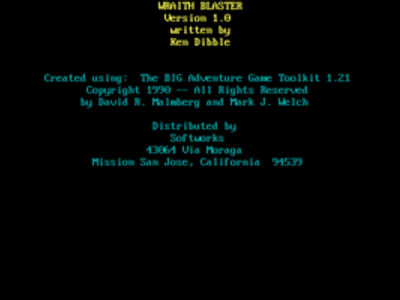 WRAITH BLASTER
Version 1.0
written by
Ken Dibble
Created using: The BIG Adventure Game Toolkit 1.21
Copyright 1990 -- All Rights Reserved
by David R. Malmberg and Mark J. Welch
Distributed by
Softworks
43064 Via Moraga
Mission San Jose, California 94539